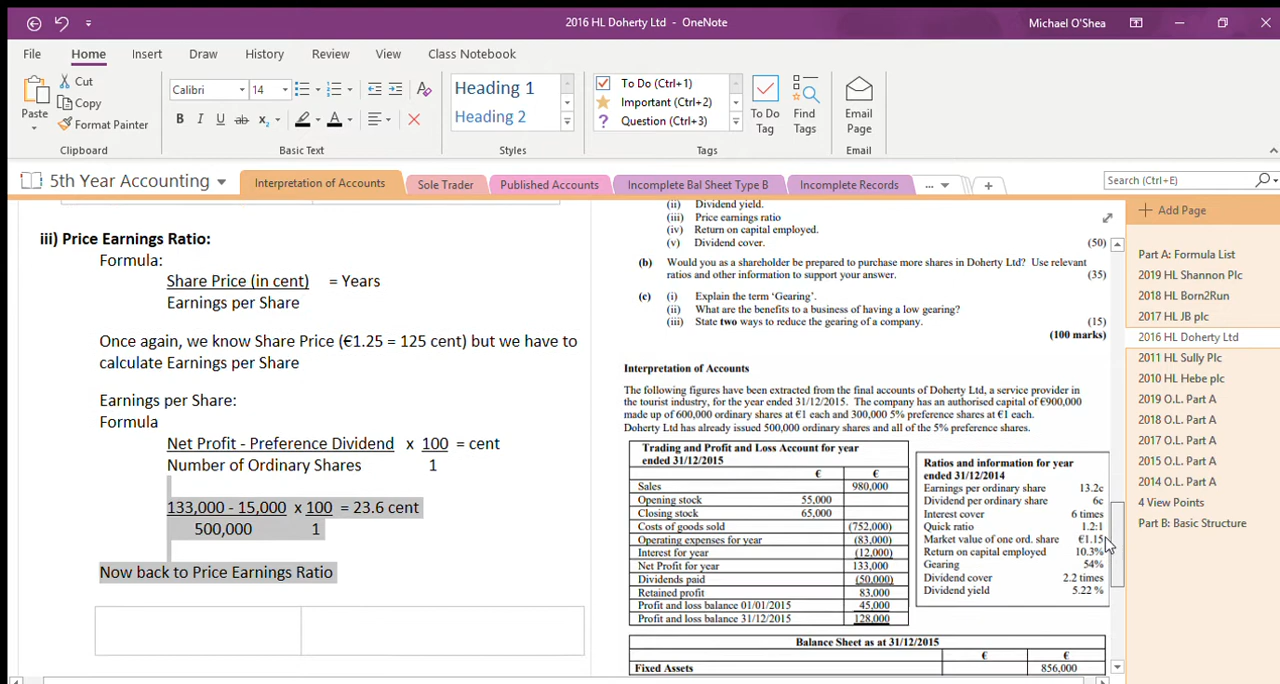 2016 HL Doherty Ltd - OneNote
Michael O'Shea
File Home Insert Draw History Review View Class Notebook
Paste
Cut
Copy
Format Painter
Clipboard
Calibri 14
B I U ab x₂ A
Basic Text
Heading 1
Heading 2
Styles
To Do (Ctrl+1)
Important (Ctrl+2)
Question (Ctrl+3)
To Do Tag
Find Tags
Tags
Email Page
Email
5th Year Accounting
Interpretation of Accounts
Sole Trader
Published Accounts
Incomplete Bal Sheet Type B
Incomplete Records
...
Search (Ctrl+E)
iii) Price Earnings Ratio:
Formula:
Share Price (in cent) = Years
Earnings per Share
Once again, we know Share Price (€1.25 = 125 cent) but we have to
calculate Earnings per Share
Earnings per Share:
Formula
Net Profit - Preference Dividend x 100 = cent
Number of Ordinary Shares 1
133,000 - 15,000 x 100 = 23.6 cent
500,000 1
Now back to Price Earnings Ratio
(ii) Dividend yield.
(iii) Price earnings ratio
(iv) Return on capital employed.
(v) Dividend cover. (50)
(b) Would you as a shareholder be prepared to purchase more shares in Doherty Ltd? Use relevant
ratios and other information to support your answer. (35)
(c) (i) Explain the term 'Gearing'.
(ii) What are the benefits to a business of having a low gearing?
(iii) State two ways to reduce the gearing of a company. (15)
(100 marks)
Interpretation of Accounts
The following figures have been extracted from the final accounts of Doherty Ltd, a service provider in
the tourist industry, for the year ended 31/12/2015. The company has an authorised capital of €900,000
made up of 600,000 ordinary shares at €1 each and 300,000 5% preference shares at €1 each.
Doherty Ltd has already issued 500,000 ordinary shares and all of the 5% preference shares.
Trading and Profit and Loss Account for year
ended 31/12/2015
€ €
Sales 980,000
Opening stock 55,000
Closing stock 65,000
Costs of goods sold (752,000)
Operating expenses for year (83,000)
Interest for year (12,000)
Net Profit for year 133,000
Dividends paid (50,000)
Retained profit 83,000
Profit and loss balance 01/01/2015 45,000
Profit and loss balance 31/12/2015 128,000
Ratios and information for year
ended 31/12/2014
Earnings per ordinary share 13.2c
Dividend per ordinary share 6c
Interest cover 6 times
Quick ratio 1.2:1
Market value of one ord. share €1.15
Return on capital employed 10.3%
Gearing 54%
Dividend cover 2.2 times
Dividend yield 5.22 %
Balance Sheet as at 31/12/2015
€ €
Fixed Assets 856,000
Add Page
Part A: Formula List
2019 HL Shannon Plc
2018 HL Born2Run
2017 HL JB plc
2016 HL Doherty Ltd
2011 HL Sully Plc
2010 HL Hebe plc
2019 O.L. Part A
2018 O.L. Part A
2017 O.L. Part A
2015 O.L. Part A
2014 O.L. Part A
4 View Points
Part B: Basic Structure